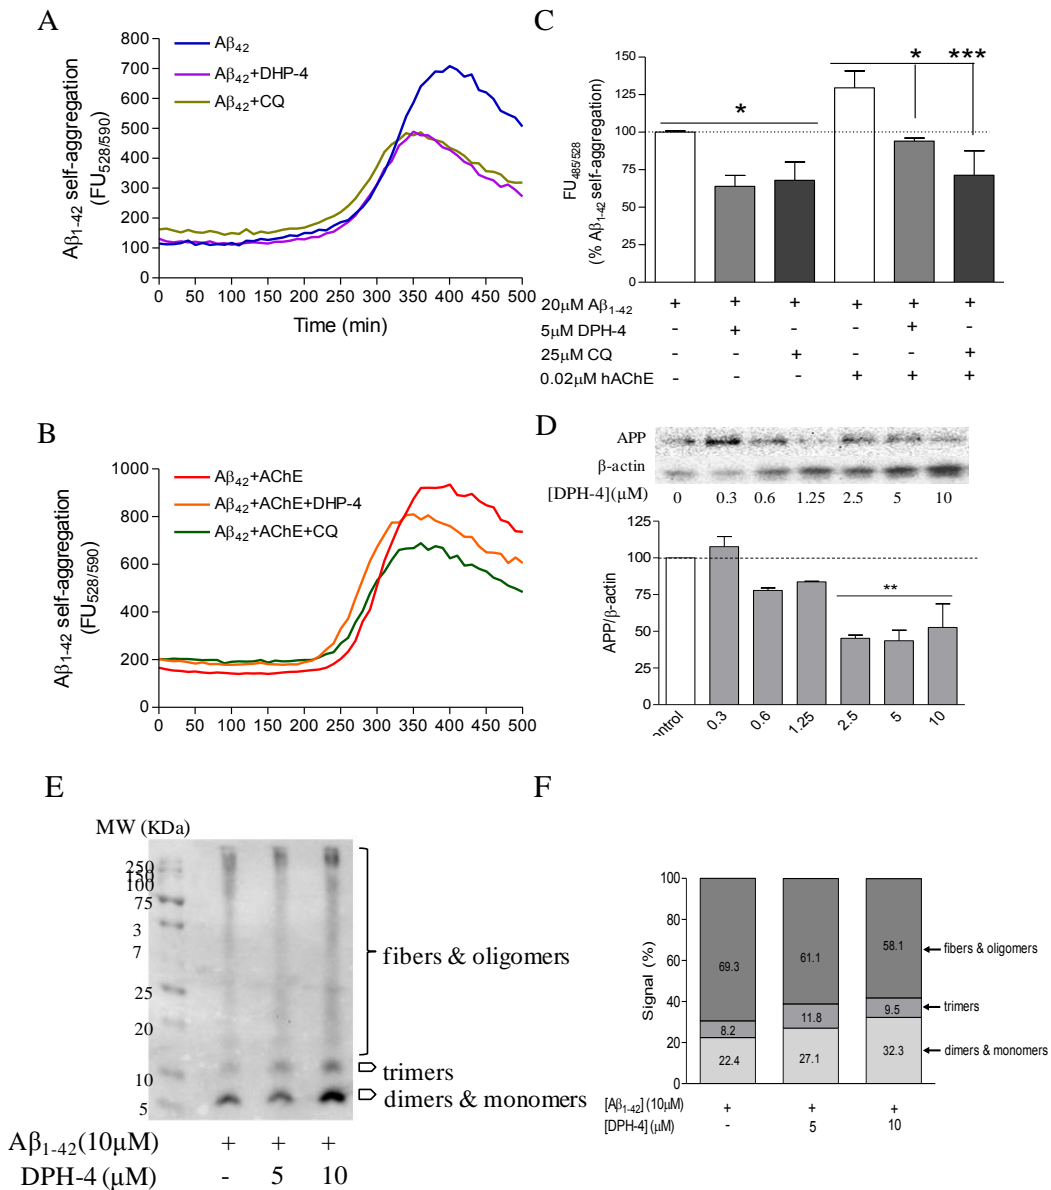 A
800
700
600
500
400
300
200
100
0
Aβ42
Aβ42+DHP-4
Aβ42+CQ
Aβ1-42 self-aggregation
(FU528/590)
0 50 100 150 200 250 300 350 400 450 500
Time (min)
C
150
125
100
75
50
25
0
FU485/528
(% Aβ1-42 self-aggregation)
*
* ***
20μM Aβ1-42 + + + + + +
5μM DPH-4 - + - - + -
25μM CQ - - + - - +
0.02μM hAChE - - - + + +
B
1000
800
600
400
200
0
Aβ42+AChE
Aβ42+AChE+DHP-4
Aβ42+AChE+CQ
Aβ1-42 self-aggregation
(FU528/590)
0 50 100 150 200 250 300 350 400 450 500
D
APP
β-actin
[DPH-4](μM) 0 0.3 0.6 1.25 2.5 5 10
125
100
75
50
25
0
APP/β-actin
**
ontrol 0.3 0.6 1.25 2.5 5 10
E
MW (KDa)
250
150
100
75
3
7
25
20
10
5
fibers & oligomers
trimers
dimers & monomers
Aβ1-42(10μM) + + +
DPH-4 (μM) - 5 10
F
100
80
60
40
20
0
Signal (%)
69.3 61.1 58.1
8.2 11.8 9.5
22.4 27.1 32.3
fibers & oligomers
trimers
dimers & monomers
[Aβ1-42] (10μM) + + +
[DPH-4] (μM) - 5 10